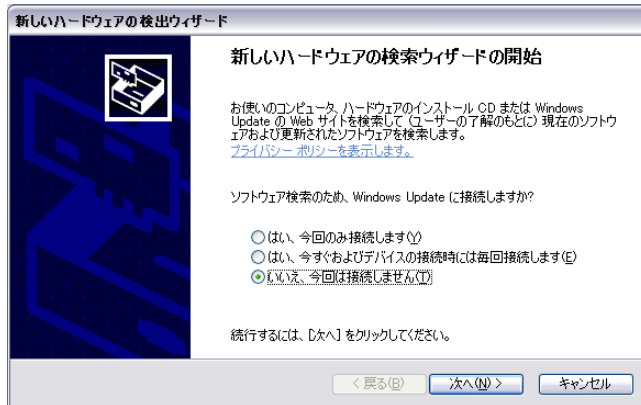 新しいハードウェアの検出ウィザード
新しいハードウェアの検索ウィザードの開始
お使いのコンピュータ、ハードウェアのインストール CD または Windows
Update の Web サイトを検索して (ユーザーの了解のもとに) 現在のソフトウ
ェアおよび更新されたソフトウェアを検索します。
プライバシー ポリシーを表示します。
ソフトウェア検索のため、Windows Update に接続しますか?
はい、今回のみ接続します(Y)
はい、今すぐおよびデバイスの接続時には毎回接続します(E)
いいえ、今回は接続しません(T)
続行するには、[次へ] をクリックしてください。
< 戻る(B) 次へ(N) > キャンセル